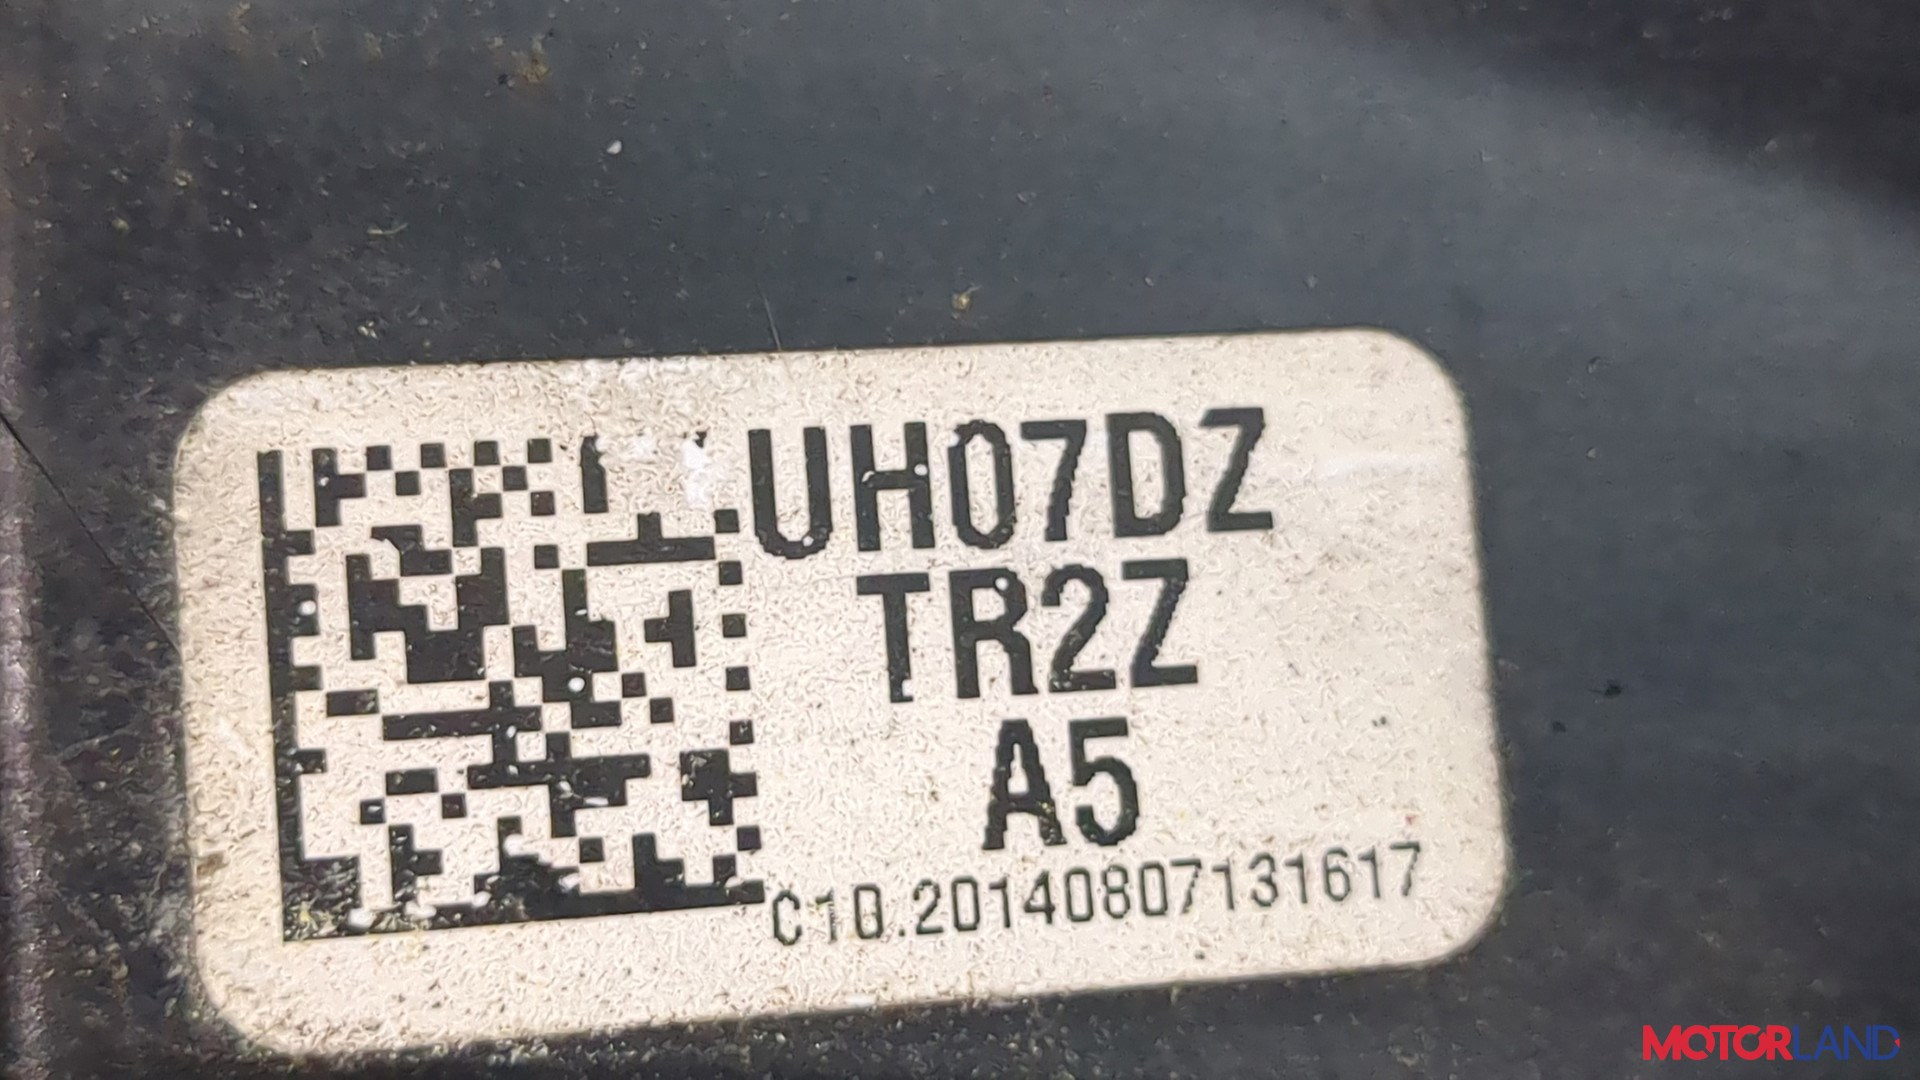 UH07DZ
TR2Z
A5
C10.20140807131617
MOTORLAND